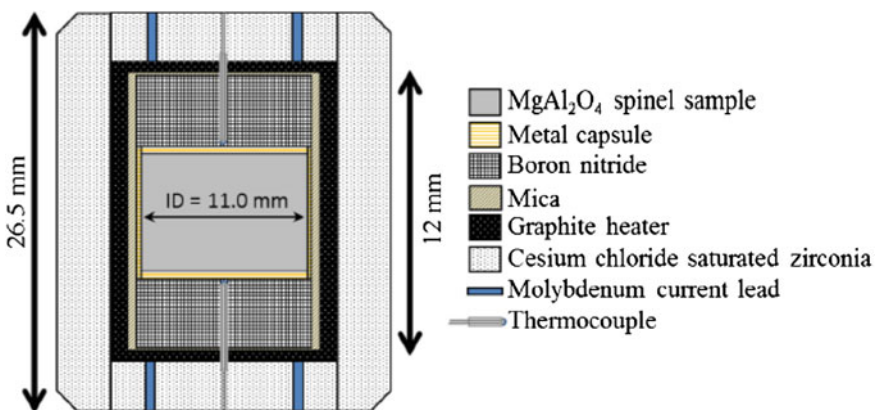 26.5 mm
ID = 11.0 mm
12 mm
MgAl₂O₄ spinel sample
Metal capsule
Boron nitride
Mica
Graphite heater
Cesium chloride saturated zirconia
Molybdenum current lead
Thermocouple